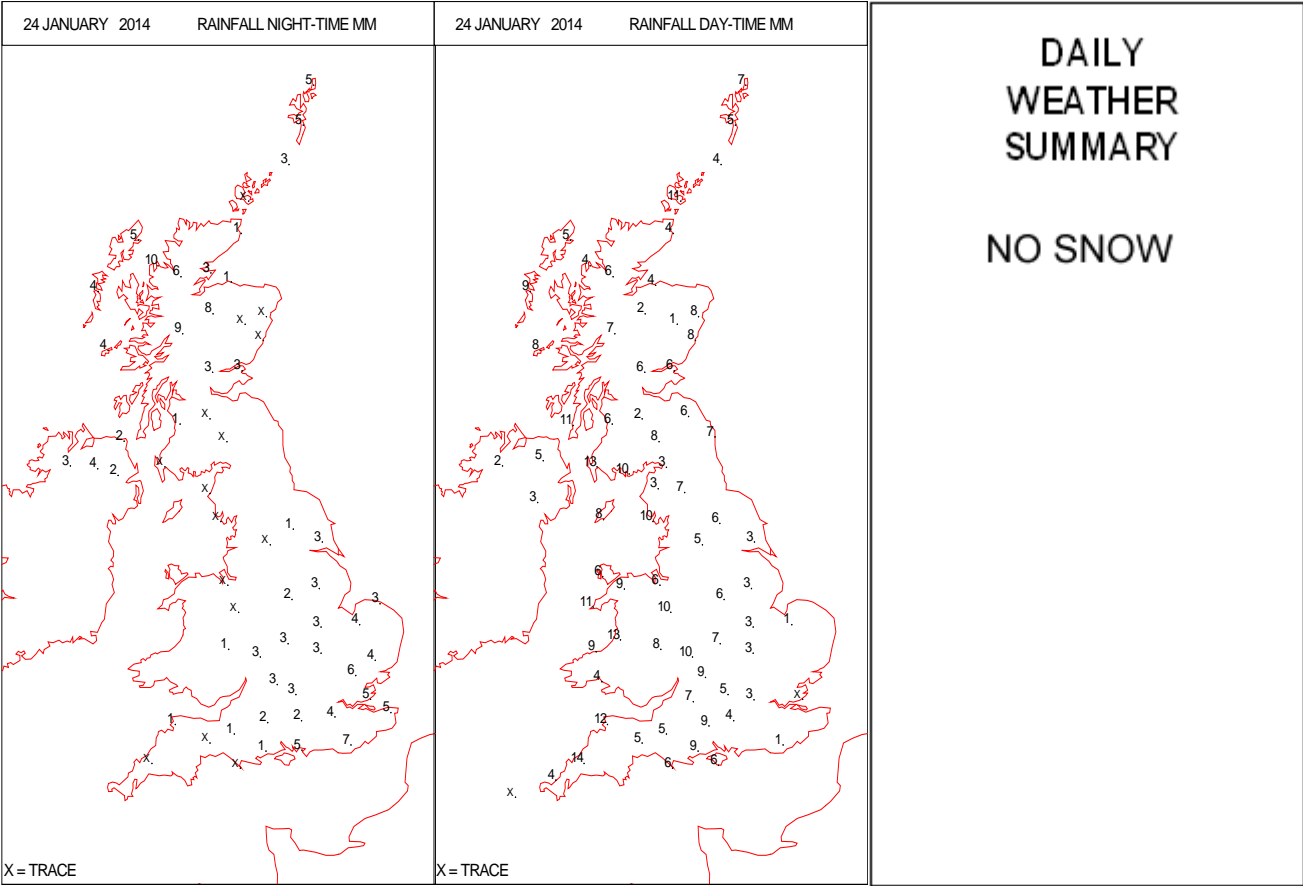 24 JANUARY 2014 RAINFALL NIGHT-TIME MM
5.
5.
3.
x.
1.
5.
10.
6. 3.
1.
4.
8. x.
x.
9. x.
4.
3. 3.
x.
1.
2. x.
3. 4. 2. x.
x.
x.
1.
x. 3.
x. 3.
2. 3.
x.
3. 4.
1. 3.
3. 3. 4.
6.
3. 3. 5.
5.
1. 2. 2. 4.
1.
x. 1. 5. 7.
x. x.
X = TRACE
24 JANUARY 2014 RAINFALL DAY-TIME MM
7.
5.
4.
11.
4.
5.
4.
6. 4.
9.
2. 8.
1.
7. 8.
8.
6. 6.
2. 6.
11. 6.
8. 7.
2. 5. 13. 10. 3.
3. 7.
3.
8. 10. 6.
5. 3.
6. 9. 6. 3.
11. 10. 6.
3. 1.
13. 7.
9. 8. 10. 3.
4. 9.
7. 5. 3. x.
12. 9. 4.
5. 5. 9. 1.
14. 6. 6.
4.
x.
X = TRACE
DAILY
WEATHER
SUMMARY
NO SNOW